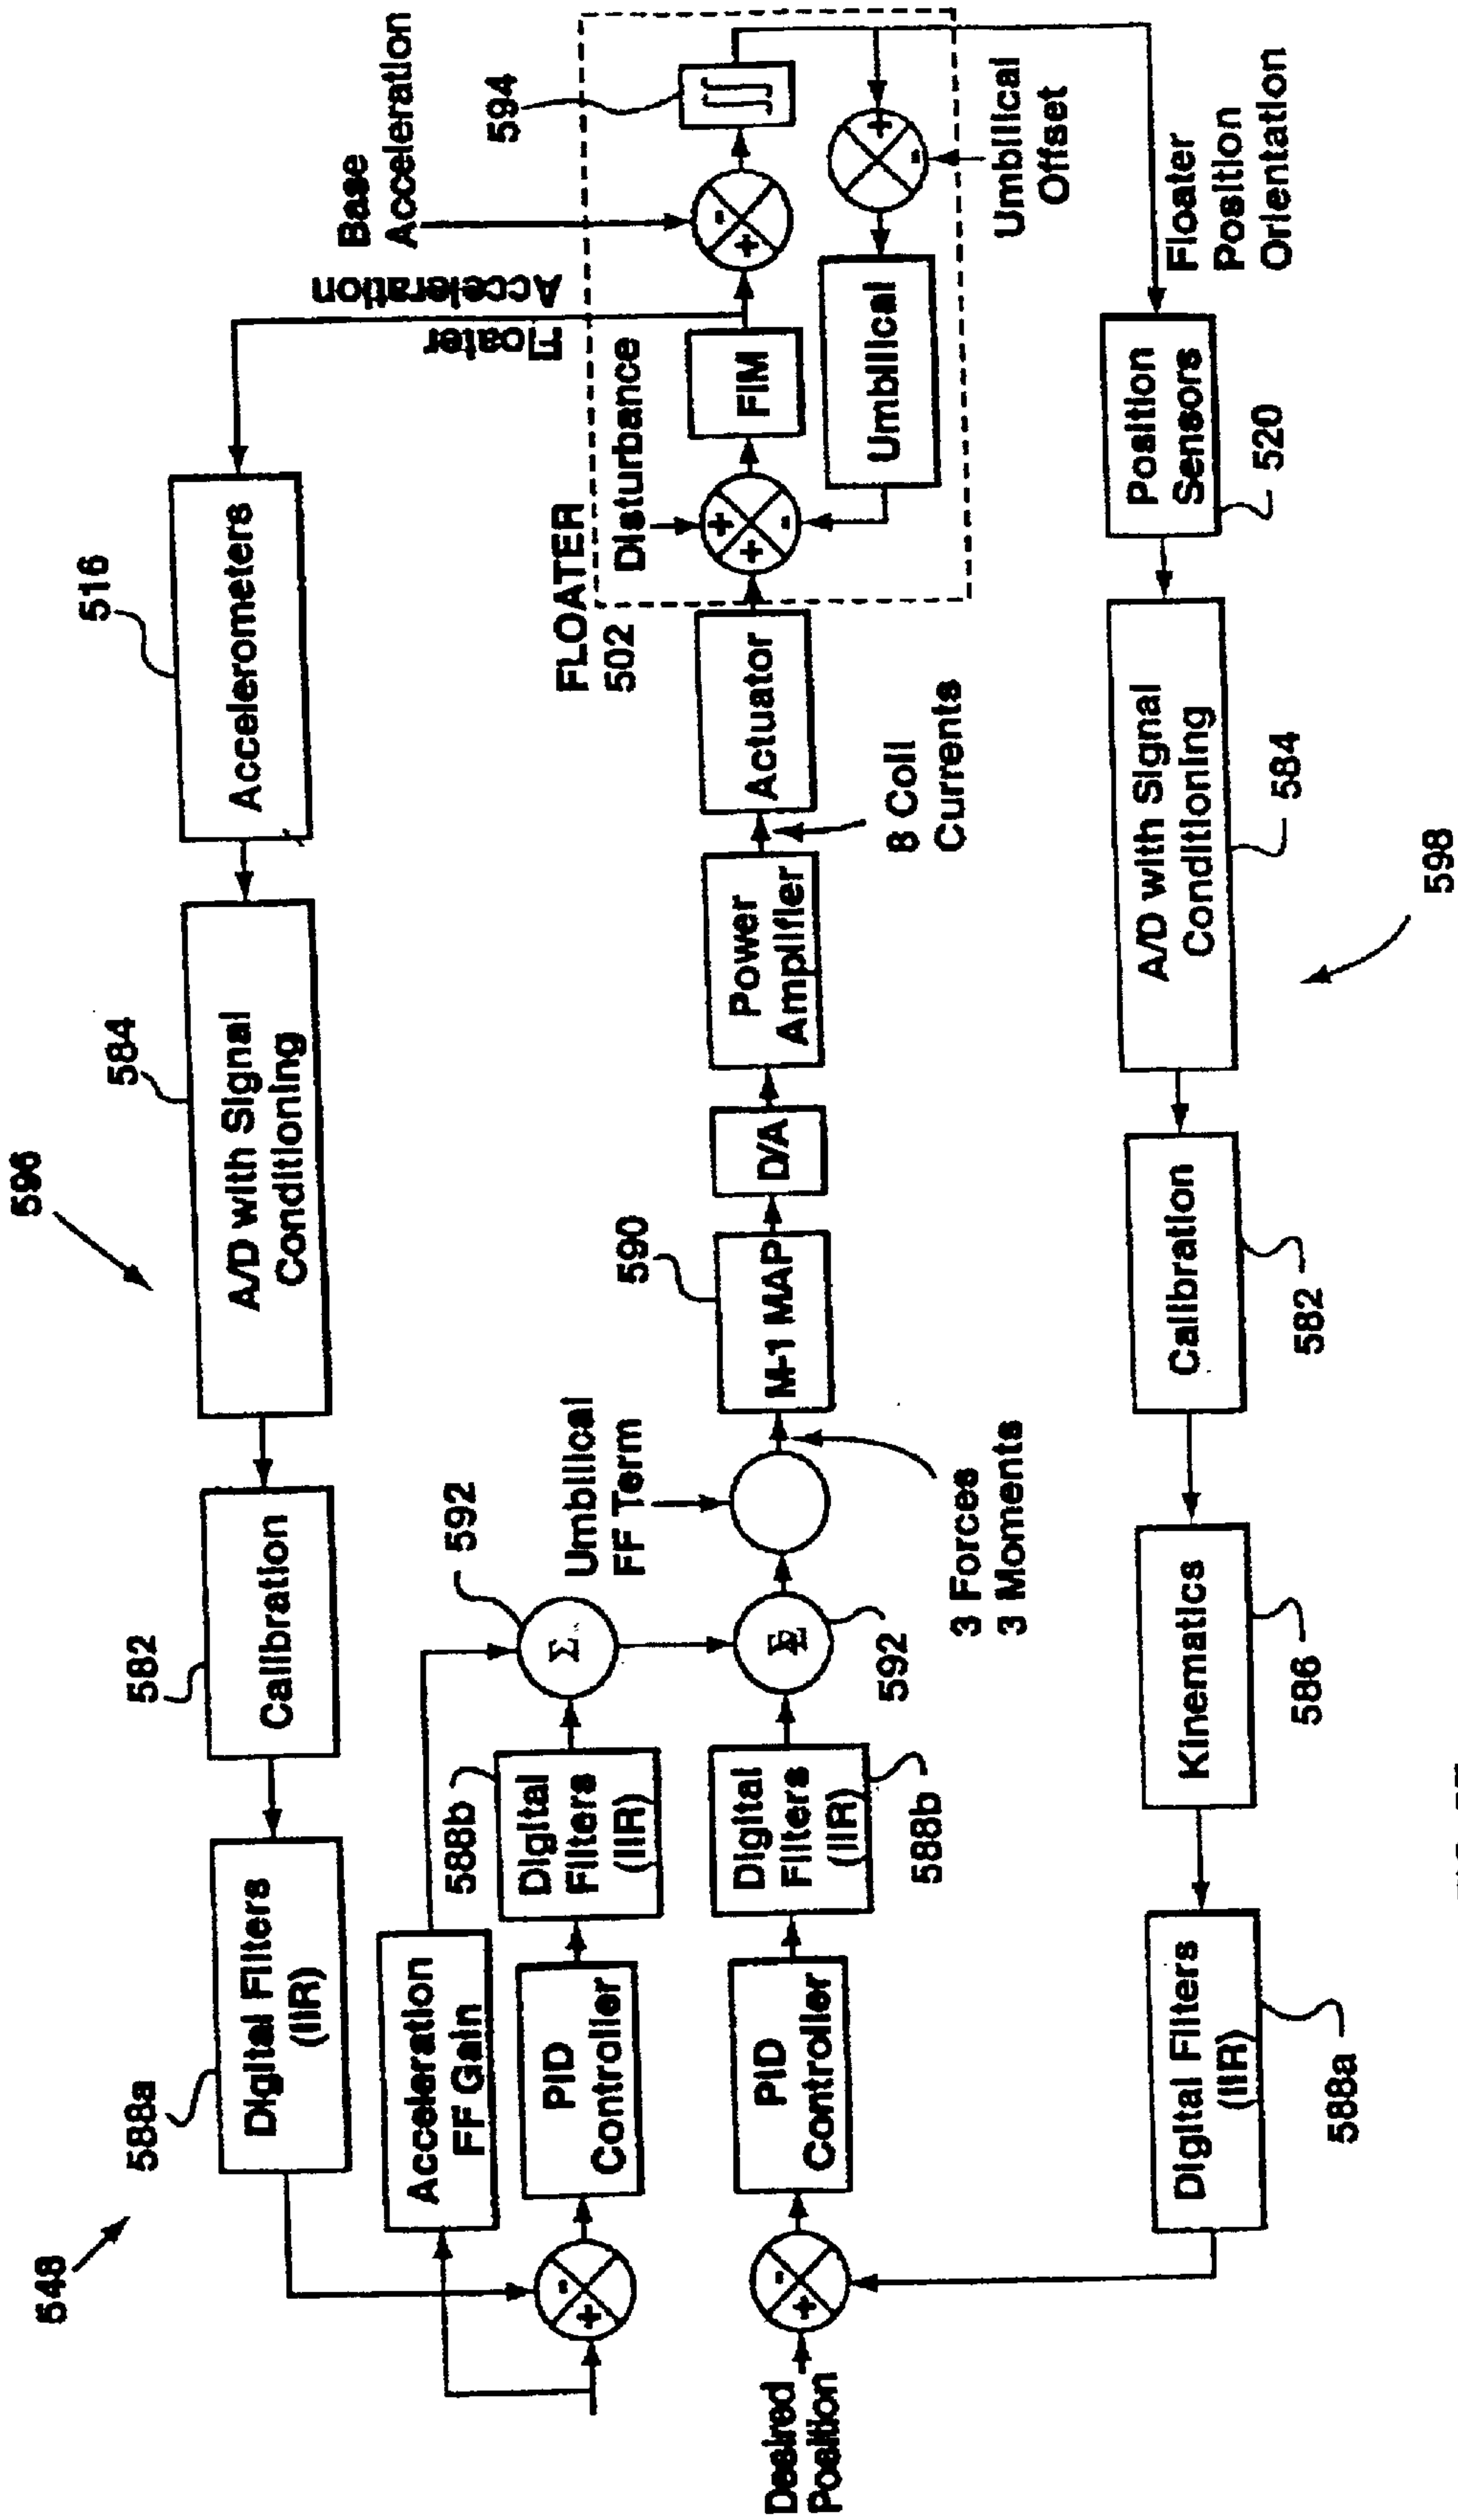 648
596
588a
Digital Filters
(IIR)
582
Calibration
584
A/D with Signal
Conditioning
516
Accelerometers
Acceleration
FF Gain
588b
Digital
Filters
(IIR)
PID
Controller
592
Σ
Umbilical
FF Term
Floater
Acceleration
Base
Acceleration
Desired
Position
+
-
+
-
PID
Controller
Digital
Filters
(IIR)
588b
592
3 Forces
3 Moments
590
M-1 MAP
D/A
Power
Amplifier
8 Coil
Currents
Actuator
FLOATER
502
Disturbance
+
+
-
FIM
+
-
594
∫∫
Umbilical
+
-
Umbilical
Offset
Floater
Position
Orientation
Position
Sensors
520
A/D with Signal
Conditioning
584
598
Calibration
582
Kinematics
586
Digital Filters
(IIR)
588a